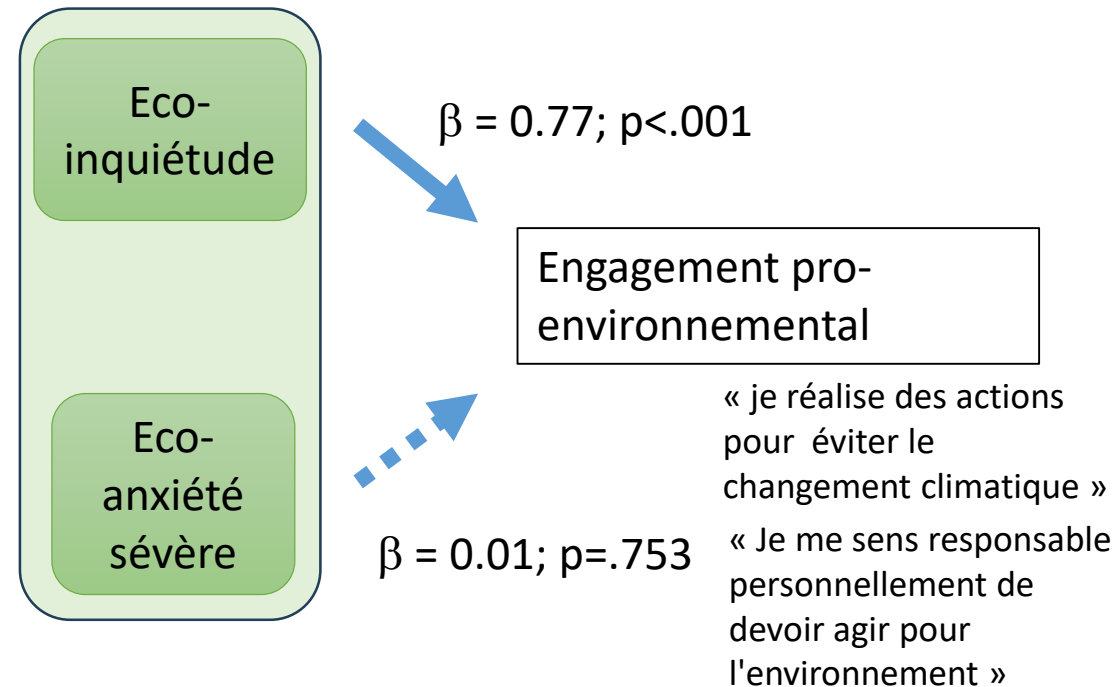 Eco-
inquiétude
β = 0.77; p<.001
Engagement pro-
environnemental
Eco-
anxiété
sévère
β = 0.01; p=.753
« je réalise des actions
pour éviter le
changement climatique »
« Je me sens responsable
personnellement de
devoir agir pour
l'environnement »